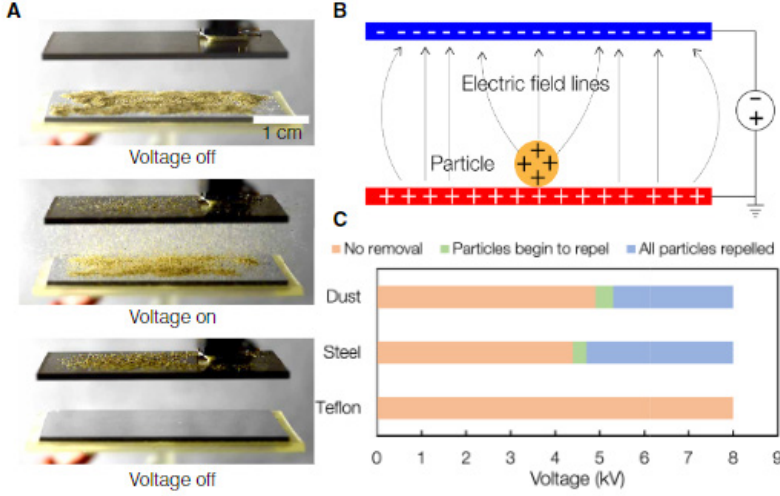 A
1 cm
Voltage off
Voltage on
Voltage off
B
- - - - - - - - - - - - - - - - - -
Electric field lines
Particle
+ + + +
+ + + + + + + + + + + + + + + +
-
+
C
No removal Particles begin to repel All particles repelled
Dust
Steel
Teflon
0 1 2 3 4 5 6 7 8 9
Voltage (kV)